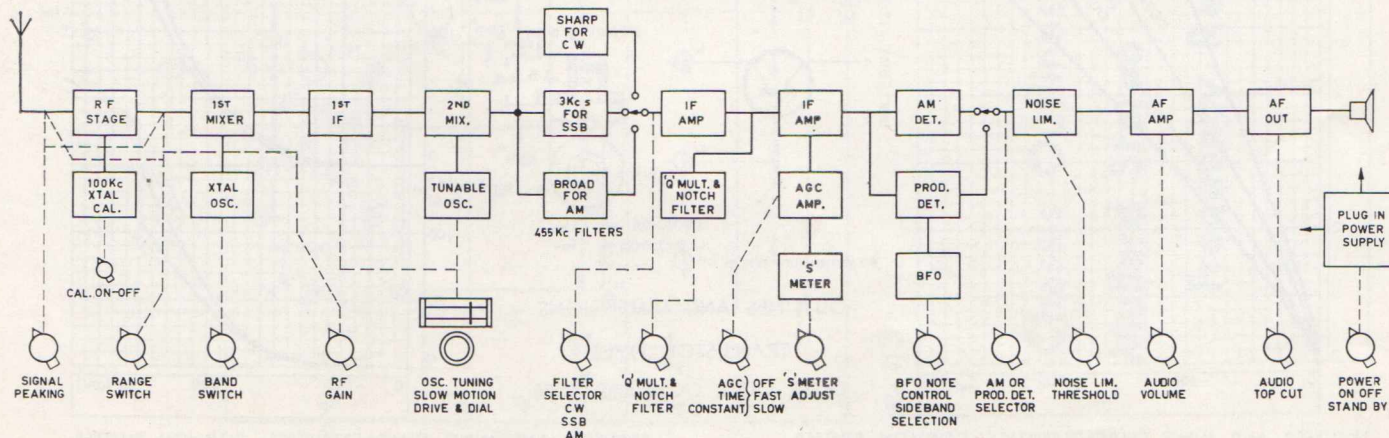 SHARP
FOR
CW
RF
STAGE
1ST
MIXER
1ST
IF
2ND
MIX.
3Kc s
FOR
SSB
IF
AMP
IF
AMP
AM
DET.
NOISE
LIM.
AF
AMP
AF
OUT
100Kc
XTAL
CAL.
XTAL
OSC.
TUNABLE
OSC.
BROAD
FOR
AM
455Kc FILTERS
'Q' MULT. &
NOTCH
FILTER
AGC
AMP.
PROD.
DET.
PLUG IN
POWER
SUPPLY
'S'
METER
BFO
CAL. ON-OFF
SIGNAL
PEAKING
RANGE
SWITCH
BAND
SWITCH
RF
GAIN
OSC. TUNING
SLOW MOTION
DRIVE & DIAL
FILTER
SELECTOR
CW
SSB
AM
'Q' MULT. &
NOTCH
FILTER
AGC
TIME
CONSTANT
OFF
FAST
SLOW
'S' METER
ADJUST
BFO NOTE
CONTROL
SIDEBAND
SELECTION
AM OR
PROD. DET.
SELECTOR
NOISE LIM.
THRESHOLD
AUDIO
VOLUME
AUDIO
TOP CUT
POWER
ON OFF
STAND BY